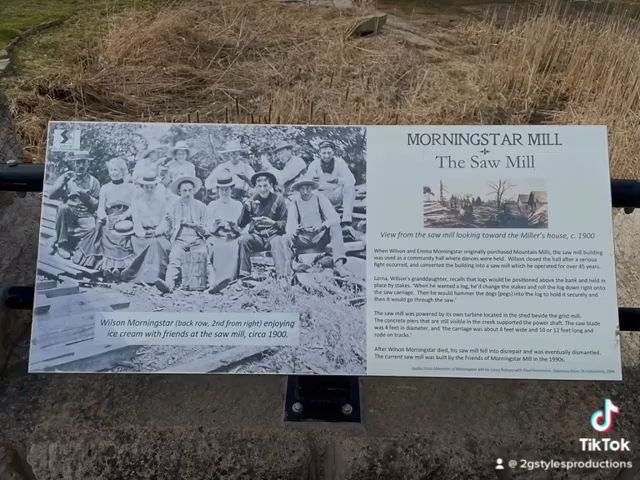 MORNINGSTAR MILL
The Saw Mill
View from the saw mill looking toward the Miller's house, c. 1900
When Wilson and Emma Morningstar originally purchased Mountain Mills, the saw mill building
was used as a community hall where dances were held. Wilson closed the hall after a serious
fight occurred, and converted the building into a saw mill which he operated for over 45 years.
Lorna, Wilson's granddaughter, recalls that logs would be positioned above the bank and held in
place by stakes. 'When he wanted a log, he'd change the stakes and roll the log down right onto
the saw carriage. Then he would hammer the dogs (pegs) into the log to hold it securely and
then it would go through the saw.'
The saw mill was powered by its own turbine located in the shed beside the grist mill.
The concrete piers that are still visible in the creek supported the power shaft. The saw blade
was 4 feet in diameter, and 'the carriage was about 4 feet wide and 10 or 12 feet long and
rode on tracks.'
After Wilson Morningstar died, his saw mill fell into disrepair and was eventually dismantled.
The current saw mill was built by the Friends of Morningstar Mill in the 1990s.
Wilson Morningstar (back row, 2nd from right) enjoying
ice cream with friends at the saw mill, circa 1900.
TikTok
@ 2gstylesproductions